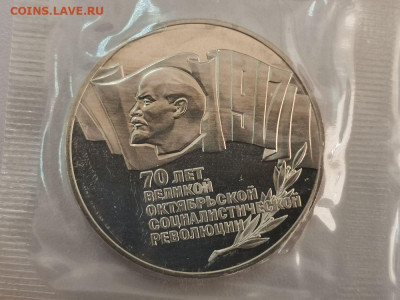 COINS.LAVE.RU
1917
70 ЛЕТ
ВЕЛИКОЙ
ОКТЯБРЬСКОЙ
СОЦИАЛИСТИЧЕСКОЙ
РЕВОЛЮЦИИ